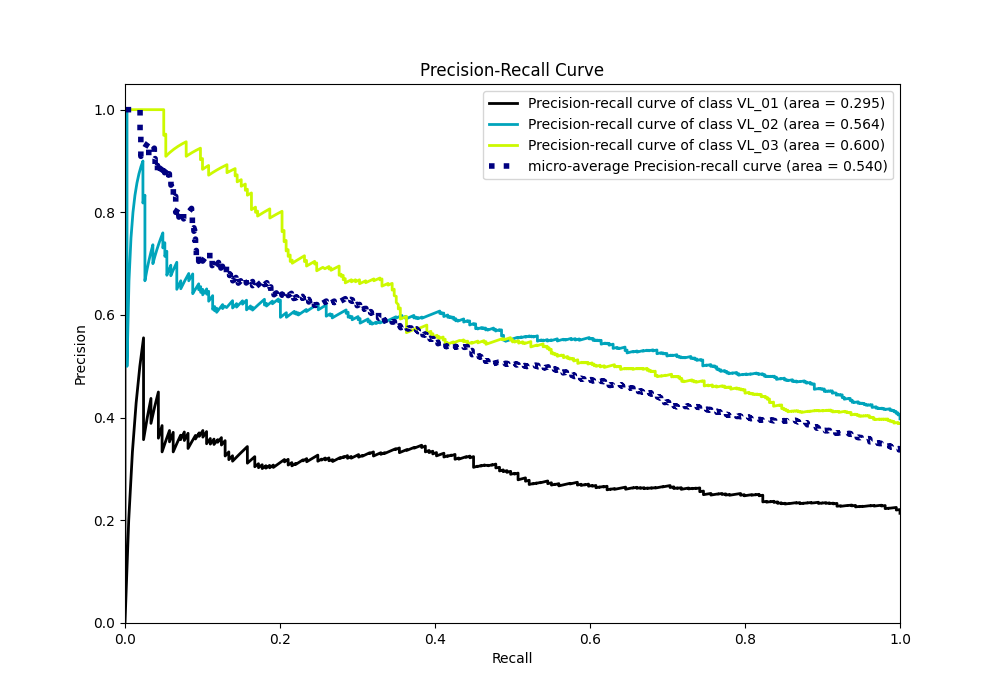 Precision-Recall Curve
Precision-recall curve of class VL_01 (area = 0.295)
Precision-recall curve of class VL_02 (area = 0.564)
Precision-recall curve of class VL_03 (area = 0.600)
micro-average Precision-recall curve (area = 0.540)
1.0
0.8
0.6
0.4
0.2
0.0
Precision
0.0 0.2 0.4 0.6 0.8 1.0
Recall